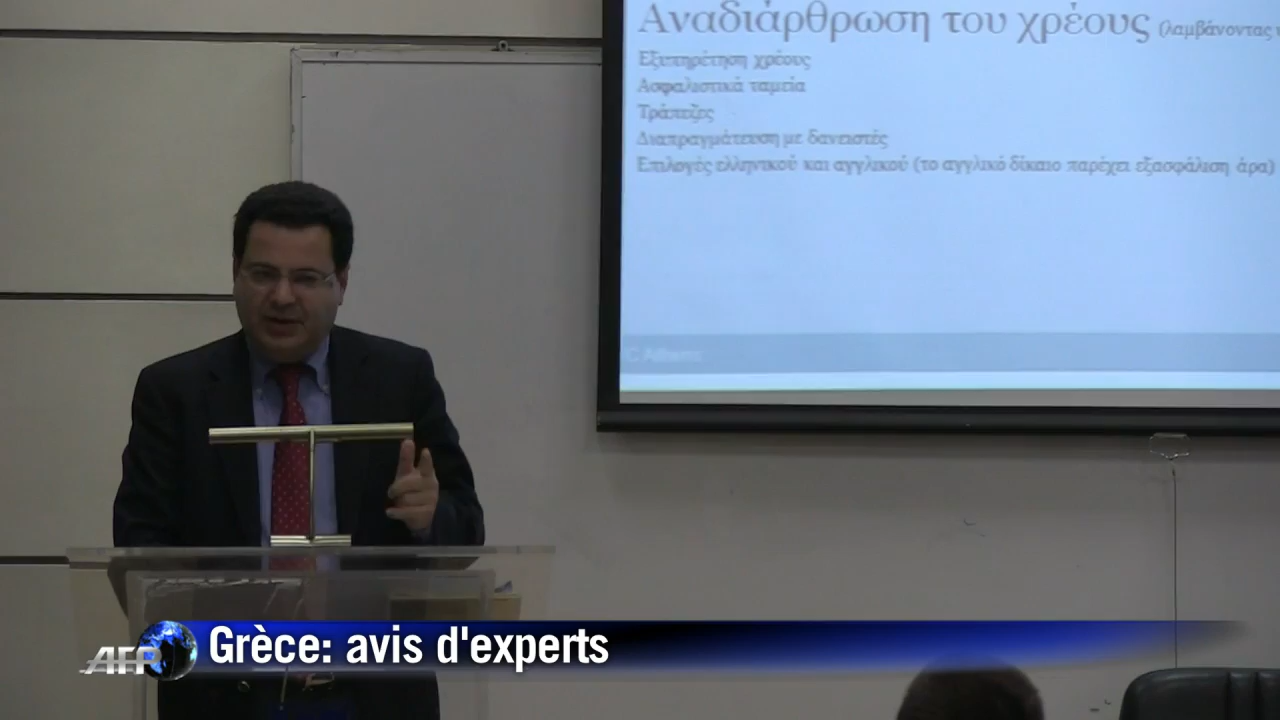 Αναδιάρθρωση του χρέους (λαμβάνοντας
Εξυπηρέτηση χρέους
Ασφαλιστικά ταμεία
Τράπεζες
Διαπραγμάτευση με δανειστές
Επιλογές ελληνικού και αγγλικού (το αγγλικό δίκαιο παρέχει εξασφάλιση άρα)
AFP
Grèce: avis d'experts